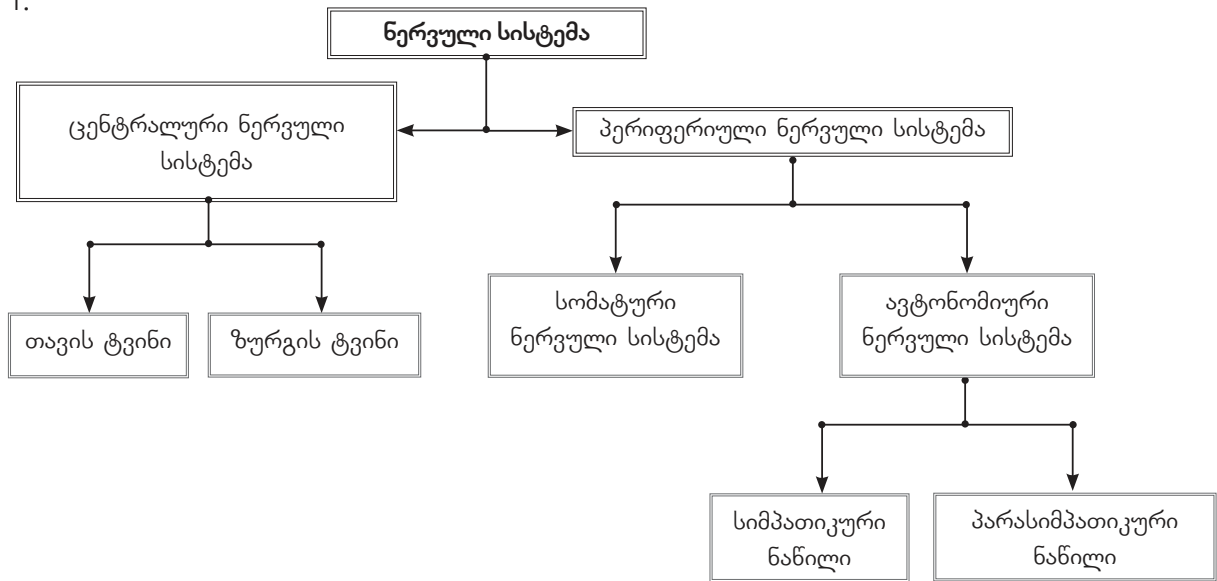 1.
ნერვული სისტემა
ცენტრალური ნერვული
სისტემა
პერიფერიული ნერვული სისტემა
თავის ტვინი
ზურგის ტვინი
სომატური
ნერვული სისტემა
ავტონომიური
ნერვული სისტემა
სიმპათიკური
ნაწილი
პარასიმპათიკური
ნაწილი